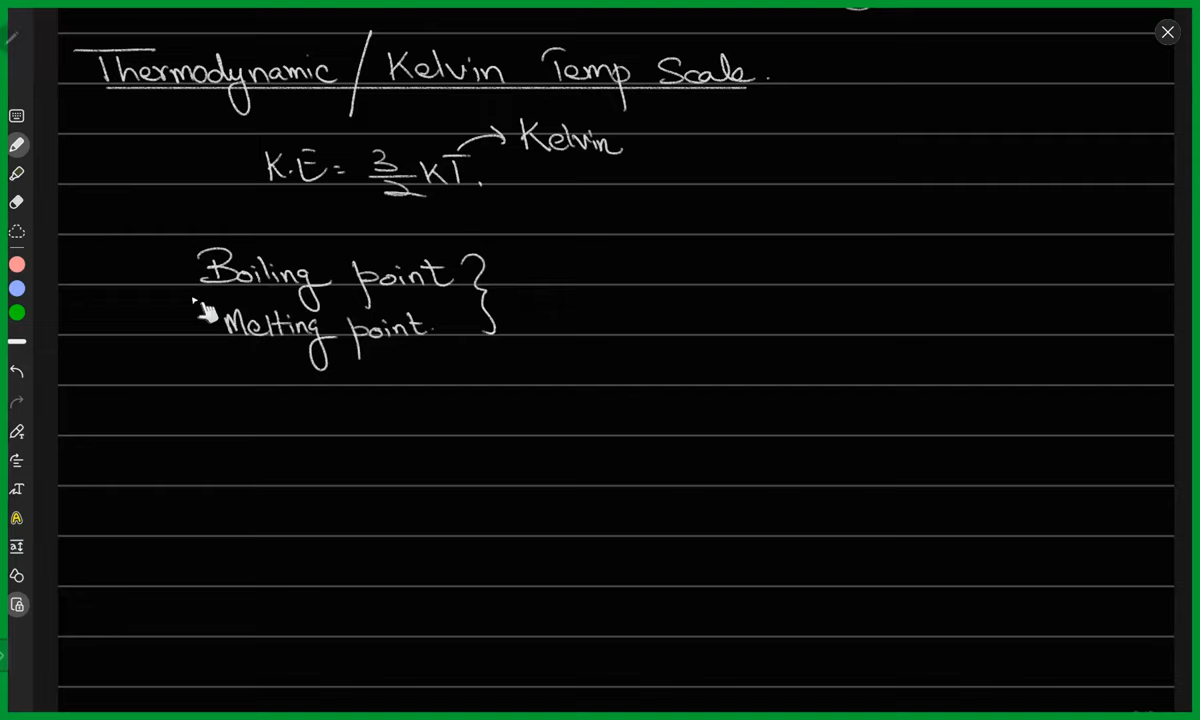 Thermodynamic / Kelvin Temp Scale.
K.E = 3/2 kT. → Kelvin
Boiling point }
Melting point.